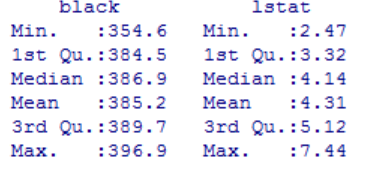 black lstat
Min. :354.6 Min. :2.47
1st Qu.:384.5 1st Qu.:3.32
Median :386.9 Median :4.14
Mean :385.2 Mean :4.31
3rd Qu.:389.7 3rd Qu.:5.12
Max. :396.9 Max. :7.44